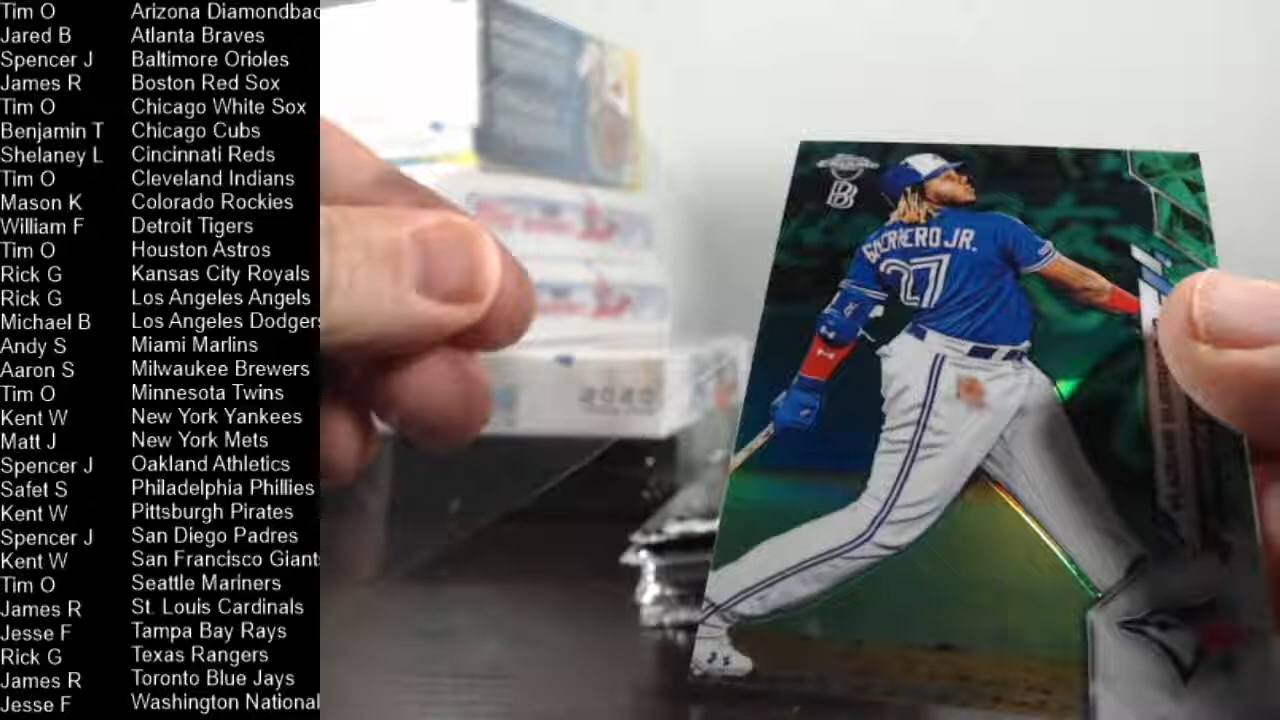 Tim O Arizona Diamondbac
Jared B Atlanta Braves
Spencer J Baltimore Orioles
James R Boston Red Sox
Tim O Chicago White Sox
Benjamin T Chicago Cubs
Shelaney L Cincinnati Reds
Tim O Cleveland Indians
Mason K Colorado Rockies
William F Detroit Tigers
Tim O Houston Astros
Rick G Kansas City Royals
Rick G Los Angeles Angels
Michael B Los Angeles Dodgers
Andy S Miami Marlins
Aaron S Milwaukee Brewers
Tim O Minnesota Twins
Kent W New York Yankees
Matt J New York Mets
Spencer J Oakland Athletics
Safet S Philadelphia Phillies
Kent W Pittsburgh Pirates
Spencer J San Diego Padres
Kent W San Francisco Giants
Tim O Seattle Mariners
James R St. Louis Cardinals
Jesse F Tampa Bay Rays
Rick G Texas Rangers
James R Toronto Blue Jays
Jesse F Washington National
B
GUERRERO JR.
27
2020